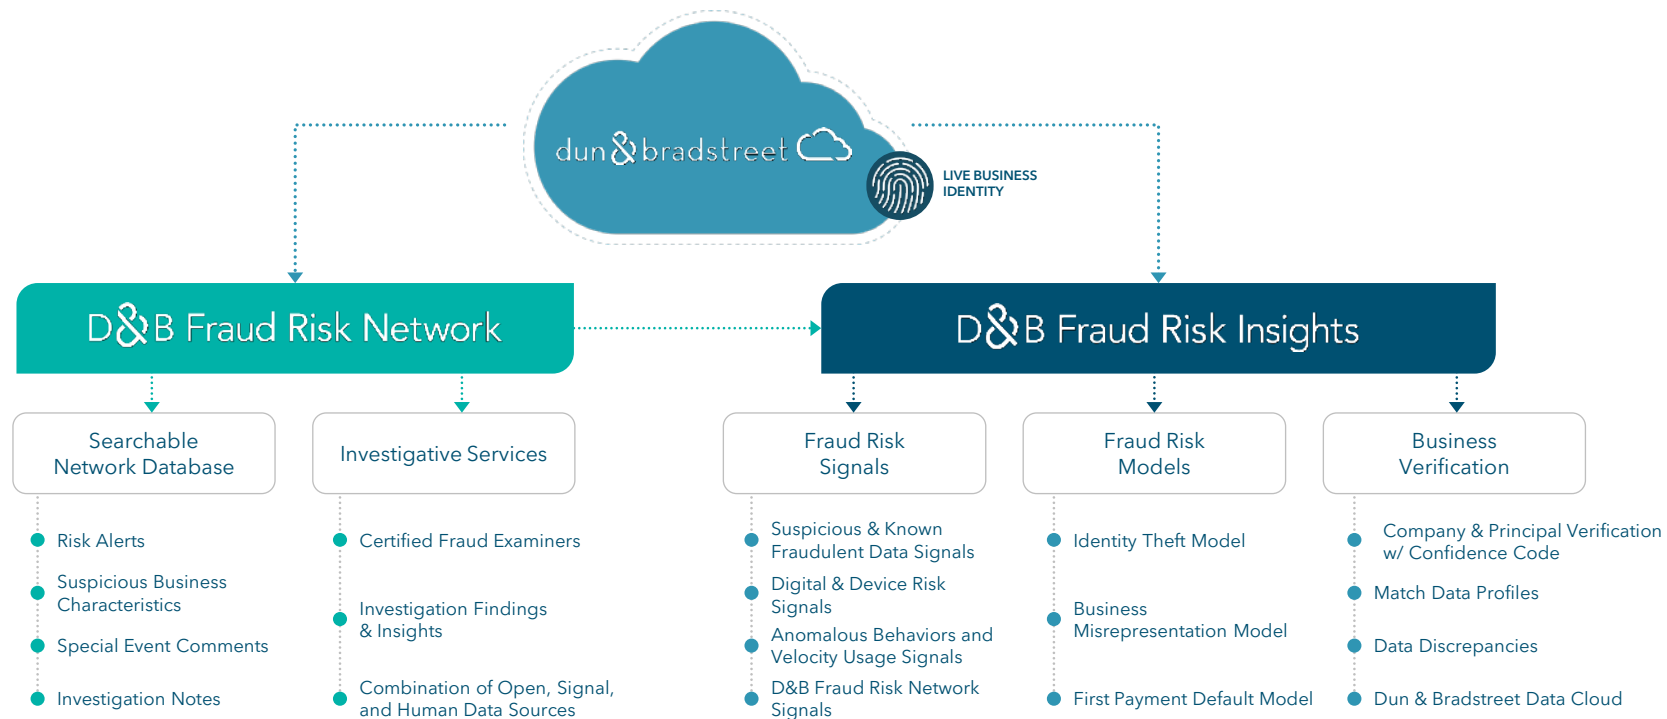 dun & bradstreet
LIVE BUSINESS
IDENTITY
D&B Fraud Risk Network
D&B Fraud Risk Insights
Searchable
Network Database
Investigative Services
Fraud Risk
Signals
Fraud Risk
Models
Business
Verification
Risk Alerts
Suspicious Business
Characteristics
Special Event Comments
Investigation Notes
Certified Fraud Examiners
Investigation Findings
& Insights
Combination of Open, Signal,
and Human Data Sources
Suspicious & Known
Fraudulent Data Signals
Digital & Device Risk
Signals
Anomalous Behaviors and
Velocity Usage Signals
D&B Fraud Risk Network
Signals
Identity Theft Model
Business
Misrepresentation Model
First Payment Default Model
Company & Principal Verification
w/ Confidence Code
Match Data Profiles
Data Discrepancies
Dun & Bradstreet Data Cloud